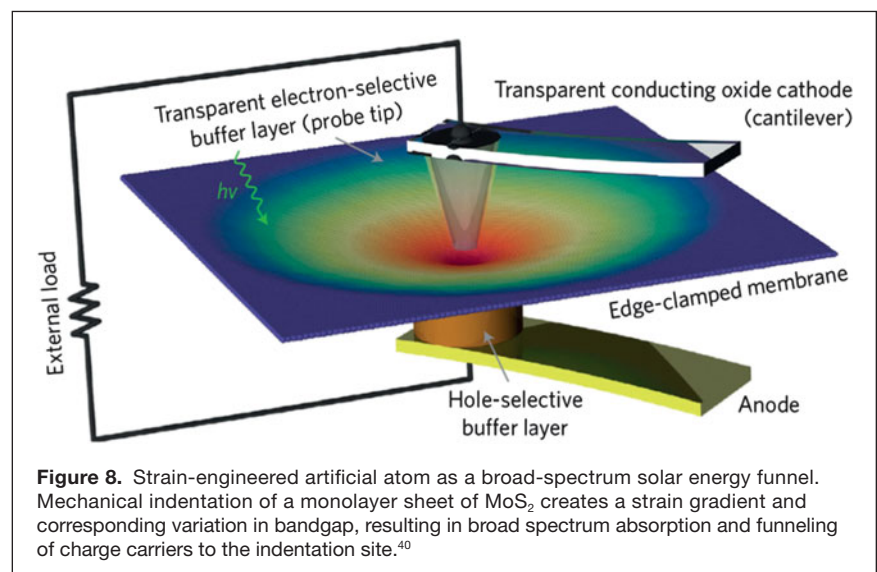 Transparent electron-selective
buffer layer (probe tip)
Transparent conducting oxide cathode
(cantilever)
hν
External load
Edge-clamped membrane
Hole-selective
buffer layer
Anode
Figure 8. Strain-engineered artificial atom as a broad-spectrum solar energy funnel.
Mechanical indentation of a monolayer sheet of MoS₂ creates a strain gradient and
corresponding variation in bandgap, resulting in broad spectrum absorption and funneling
of charge carriers to the indentation site.⁴⁰